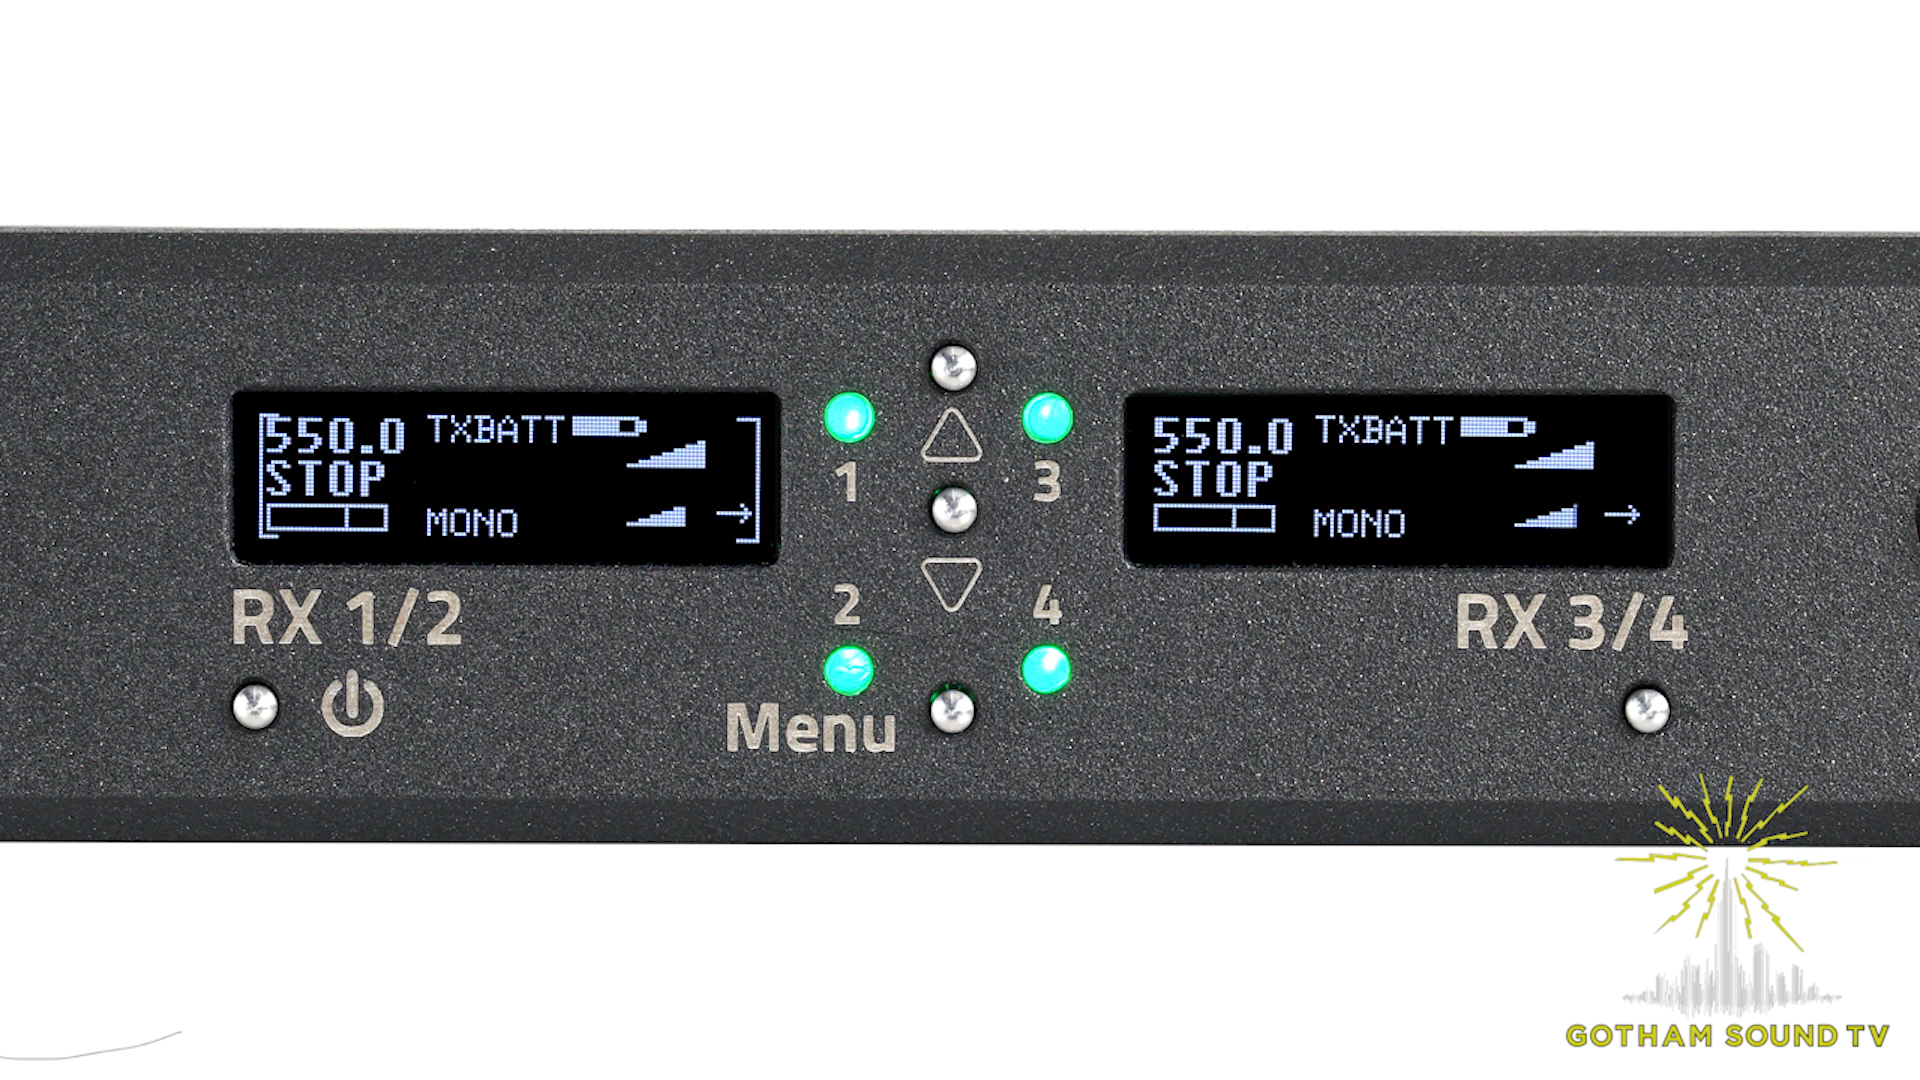 550.0 TXBATT
STOP
MONO
RX 1/2
1
3
2
4
Menu
550.0 TXBATT
STOP
MONO
RX 3/4
GOTHAM SOUND TV